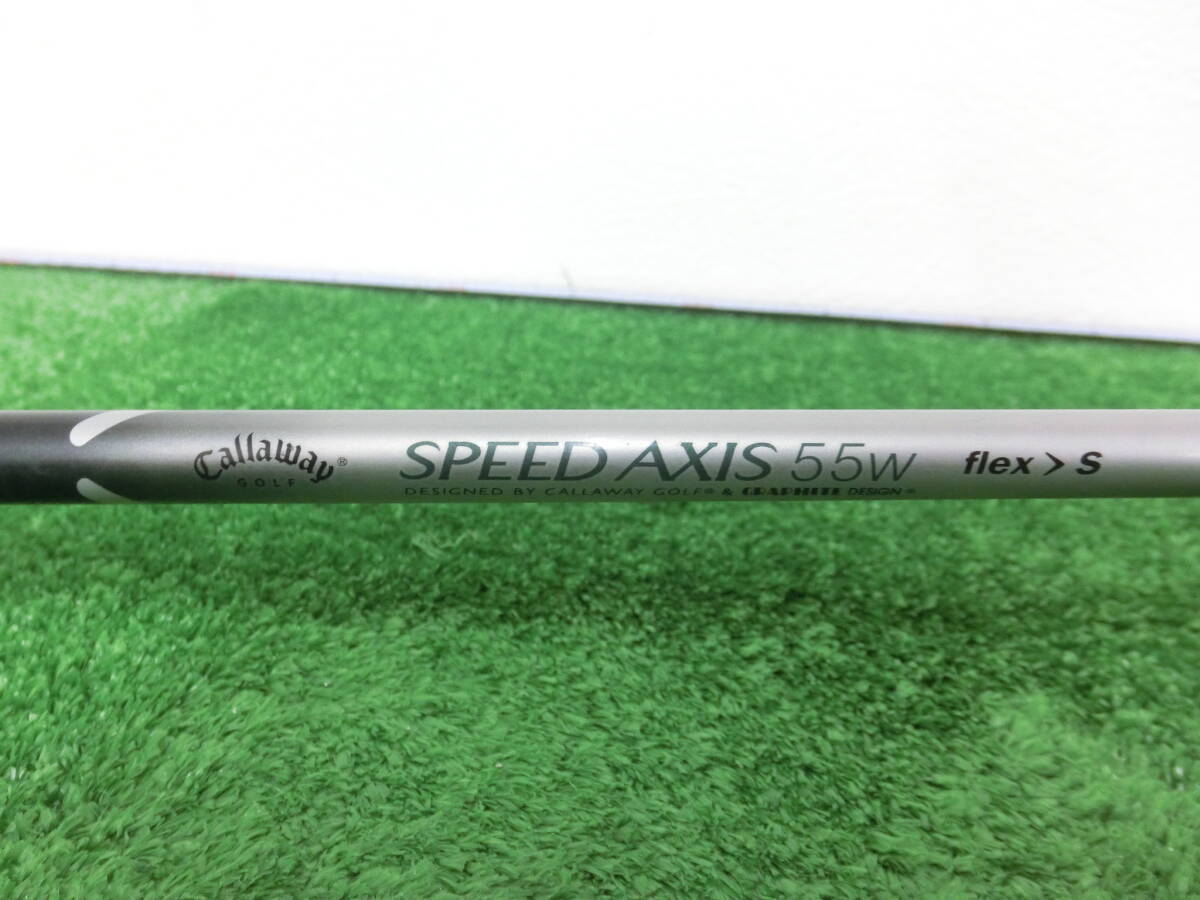 Callaway®
GOLF
SPEED AXIS 55w
DESIGNED BY CALLAWAY GOLF® & GRAPHITE DESIGN®
flex > S